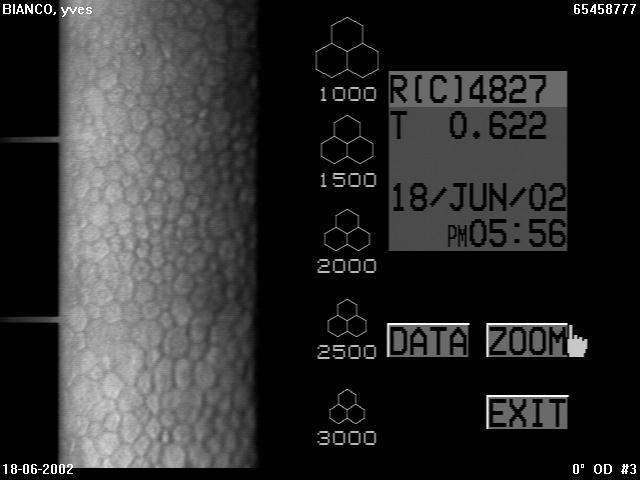 BIANCO, yves
65458777
1000
1500
2000
2500
3000
R[C]4827
T 0.622
18/JUN/02
PM05:56
DATA
ZOOM
EXIT
18-06-2002
0° OD #3